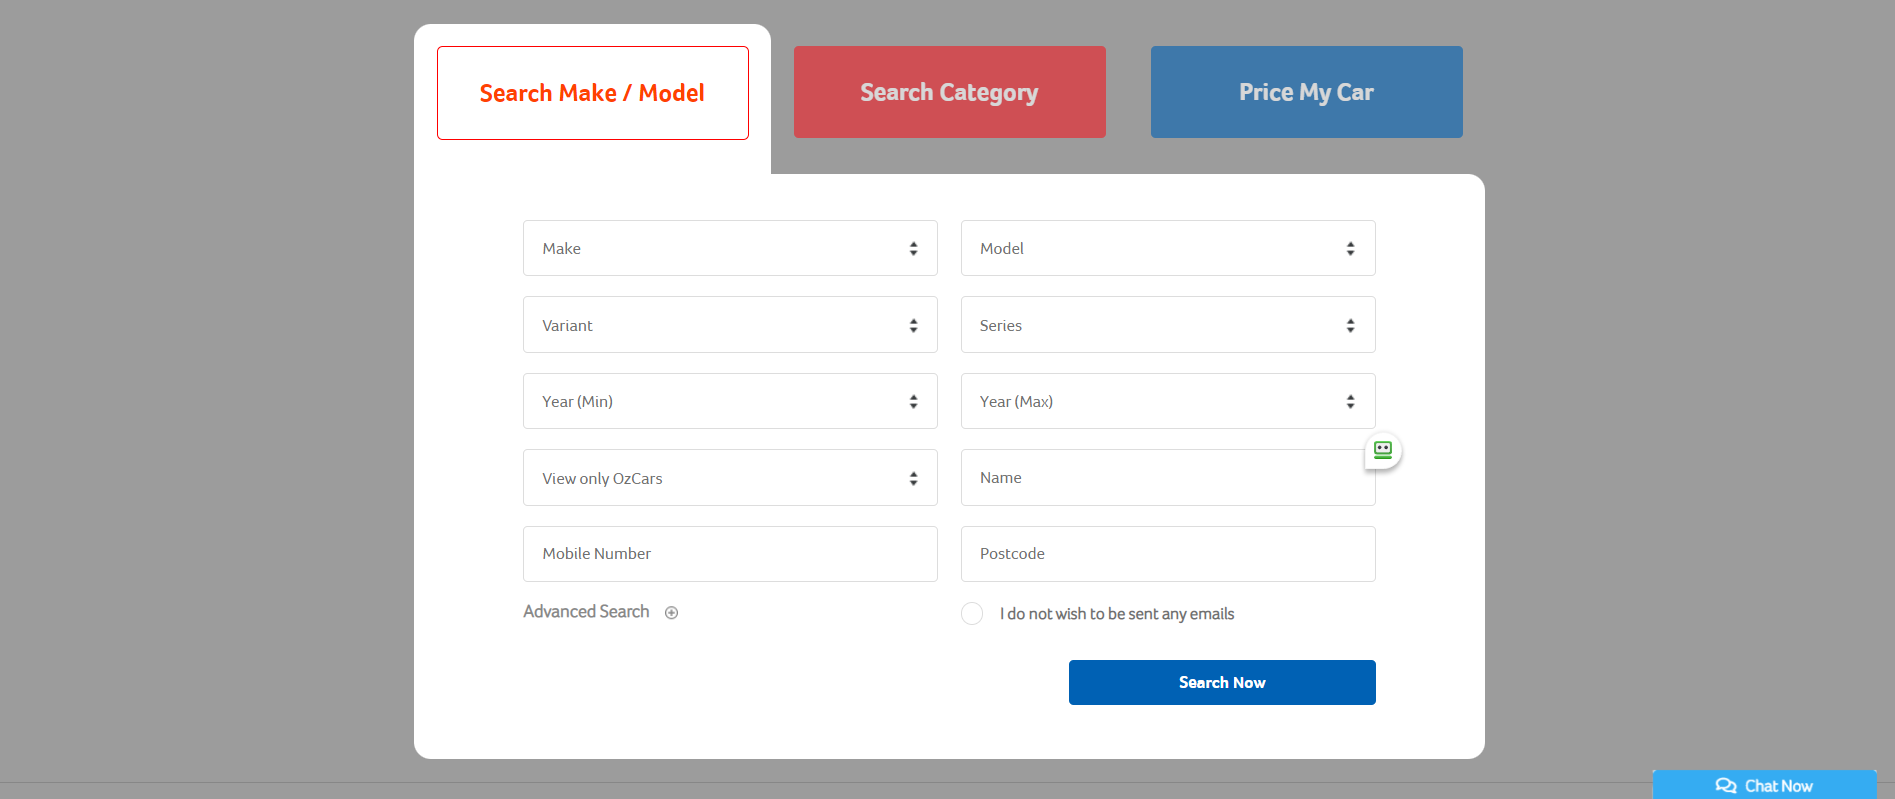 Search Make / Model
Search Category
Price My Car
Make
Model
Variant
Series
Year (Min)
Year (Max)
View only OzCars
Name
Mobile Number
Postcode
Advanced Search
I do not wish to be sent any emails
Search Now
Chat Now